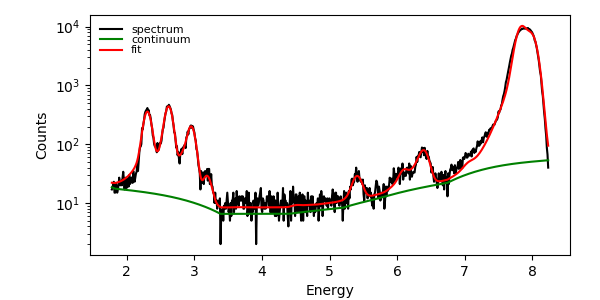 spectrum
continuum
fit
Counts
10^4
10^3
10^2
10^1
2 3 4 5 6 7 8
Energy